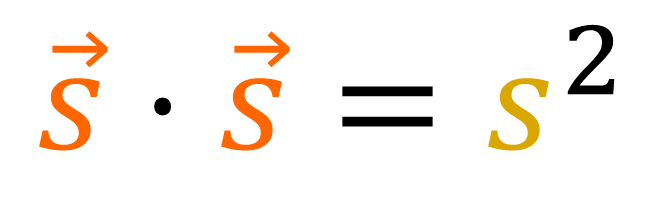 s⃗ · s⃗ = s²